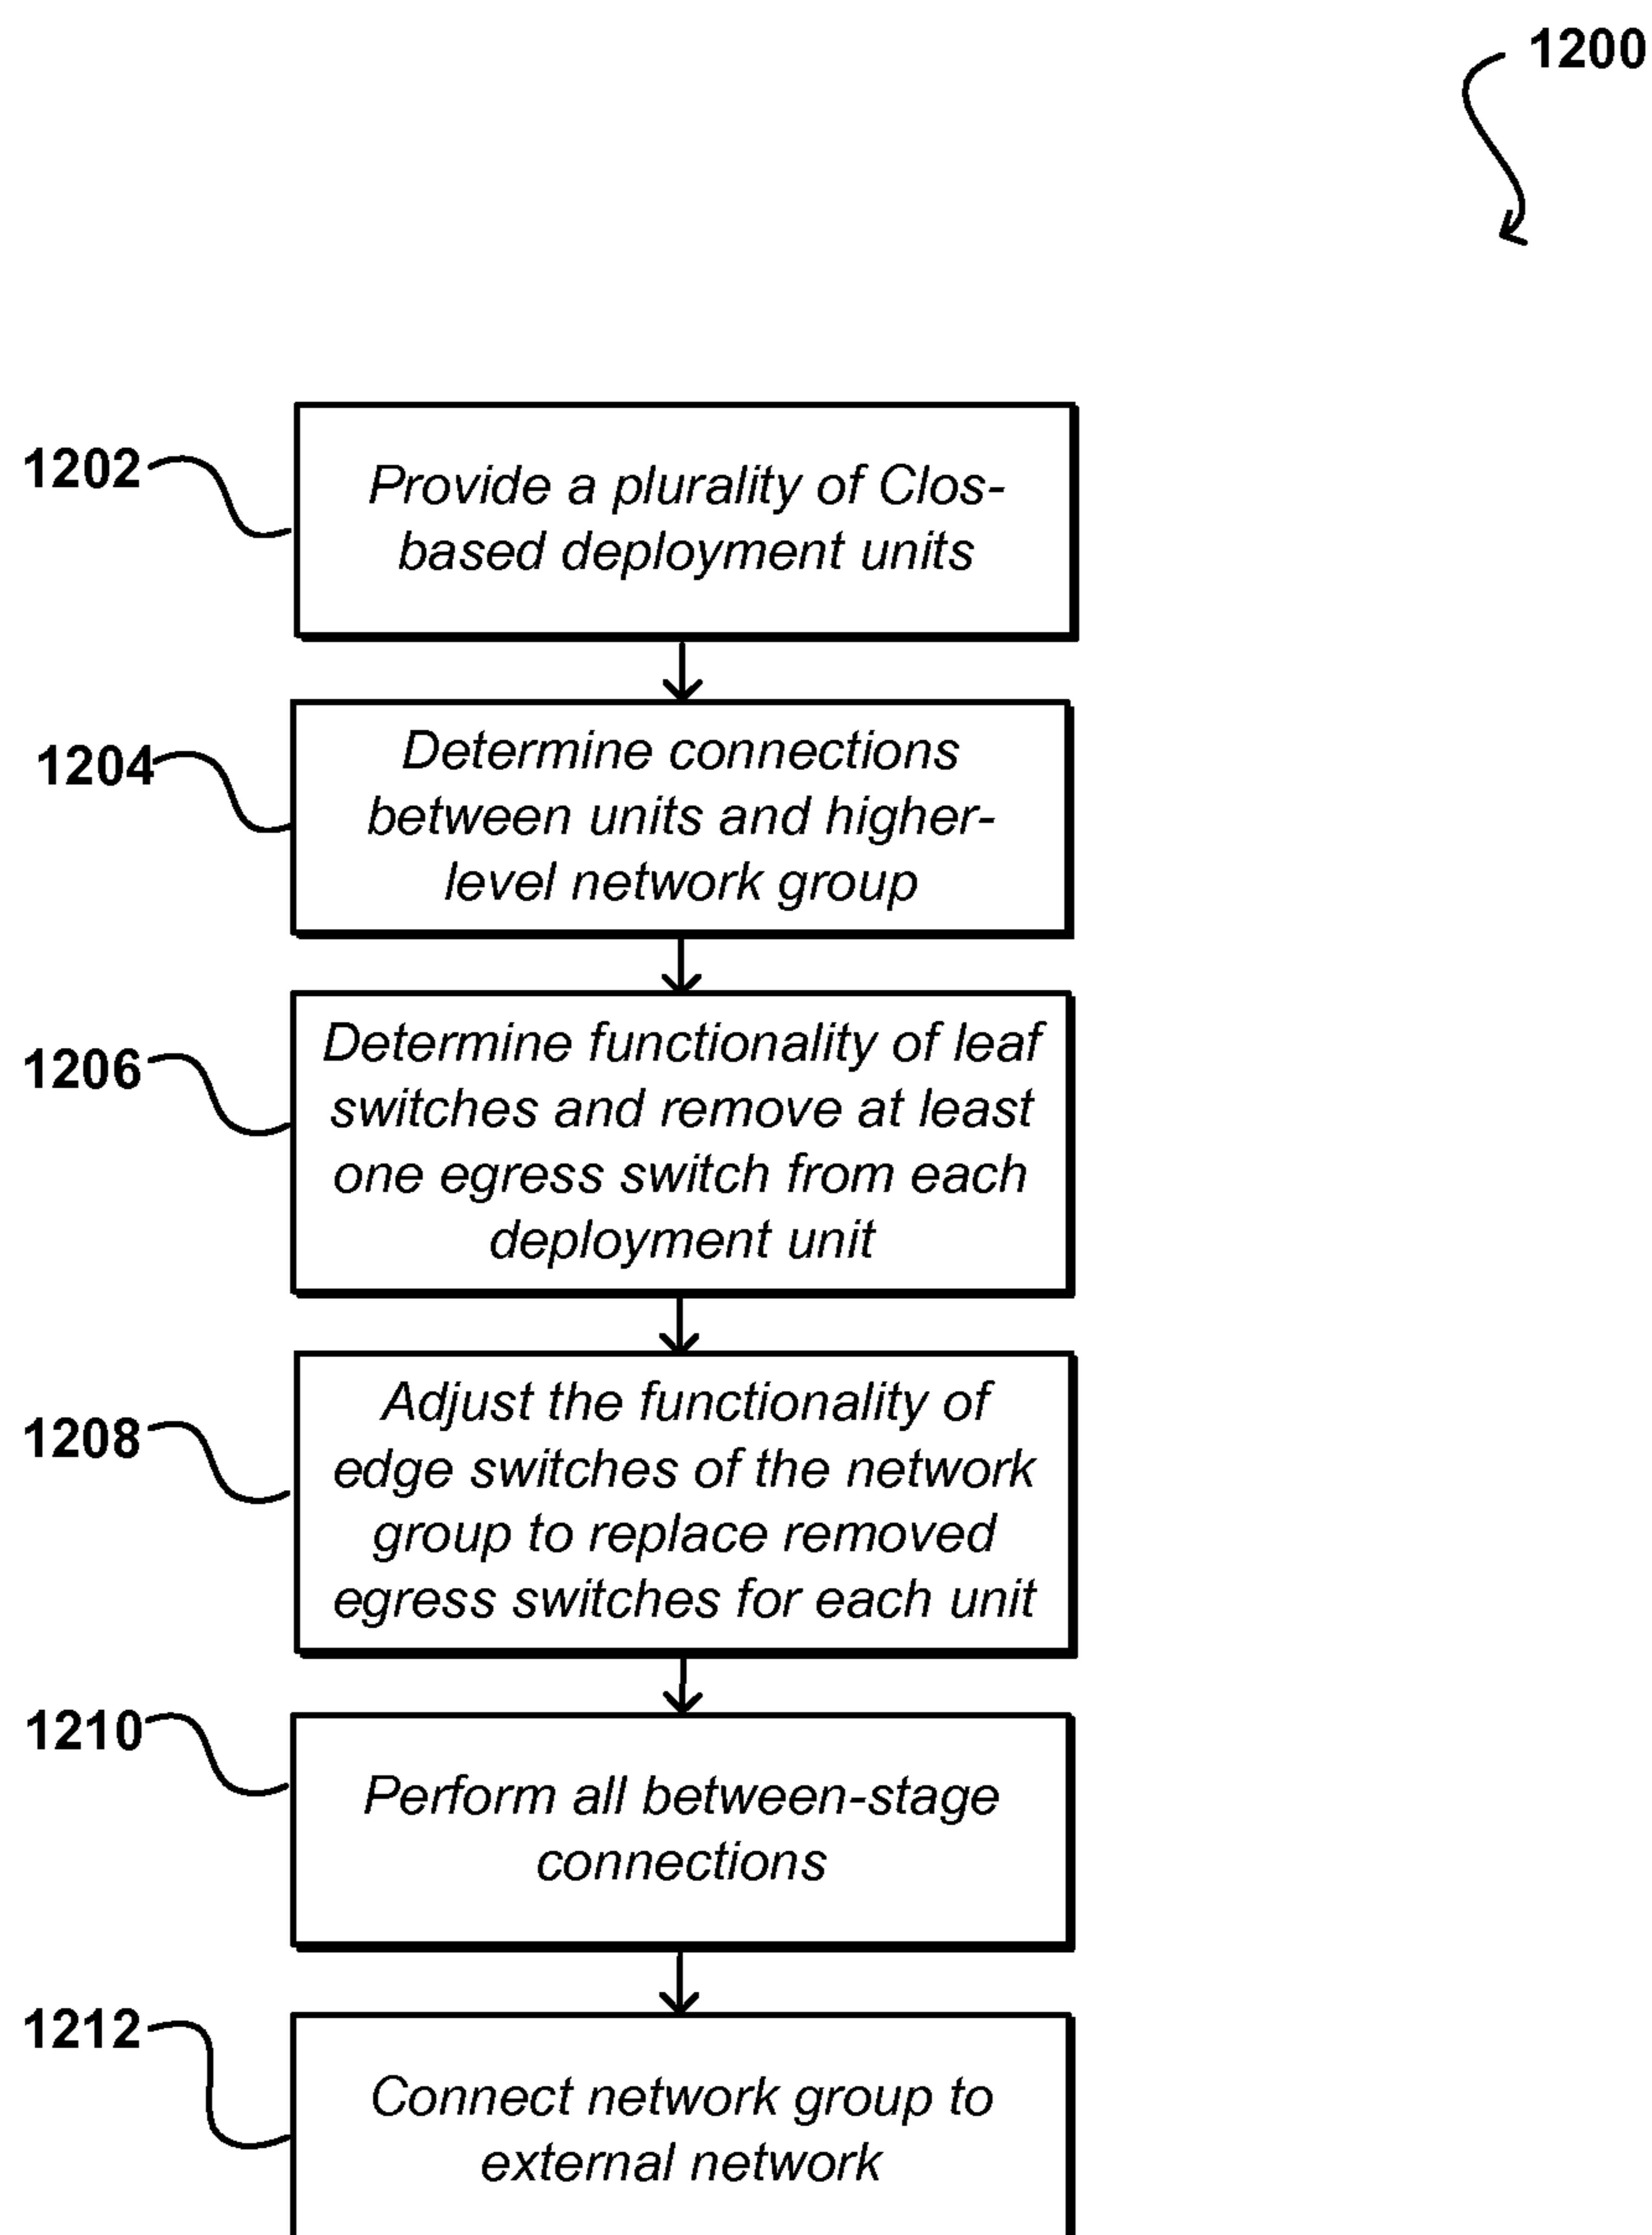 1200
1202
Provide a plurality of Clos-
based deployment units
1204
Determine connections
between units and higher-
level network group
1206
Determine functionality of leaf
switches and remove at least
one egress switch from each
deployment unit
1208
Adjust the functionality of
edge switches of the network
group to replace removed
egress switches for each unit
1210
Perform all between-stage
connections
1212
Connect network group to
external network